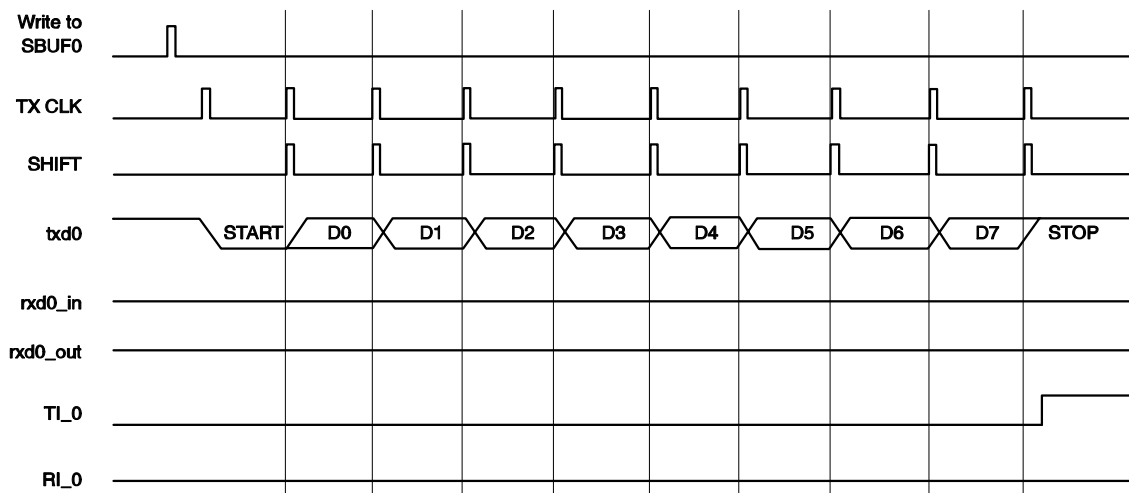 Write to
SBUF0
TX CLK
SHIFT
txd0 START D0 D1 D2 D3 D4 D5 D6 D7 STOP
rxd0_in
rxd0_out
TI_0
RI_0